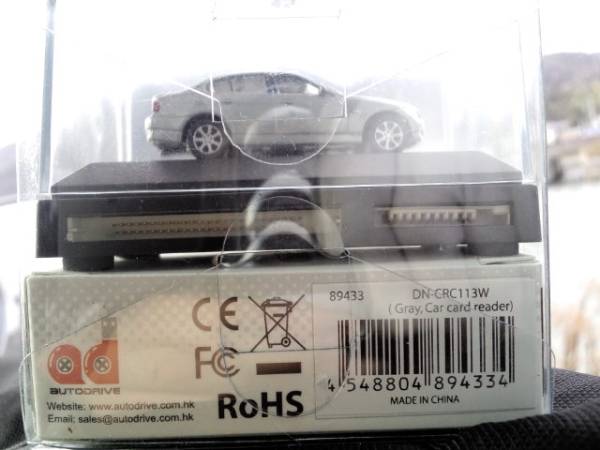 89433
DN-CRC113W
( Gray, Car card reader)
CE
FC
ad
AUTODRIVE
Website: www.autodrive.com.hk
Email: sales@autodrive.com.hk
RoHS
4 548804 894334
MADE IN CHINA